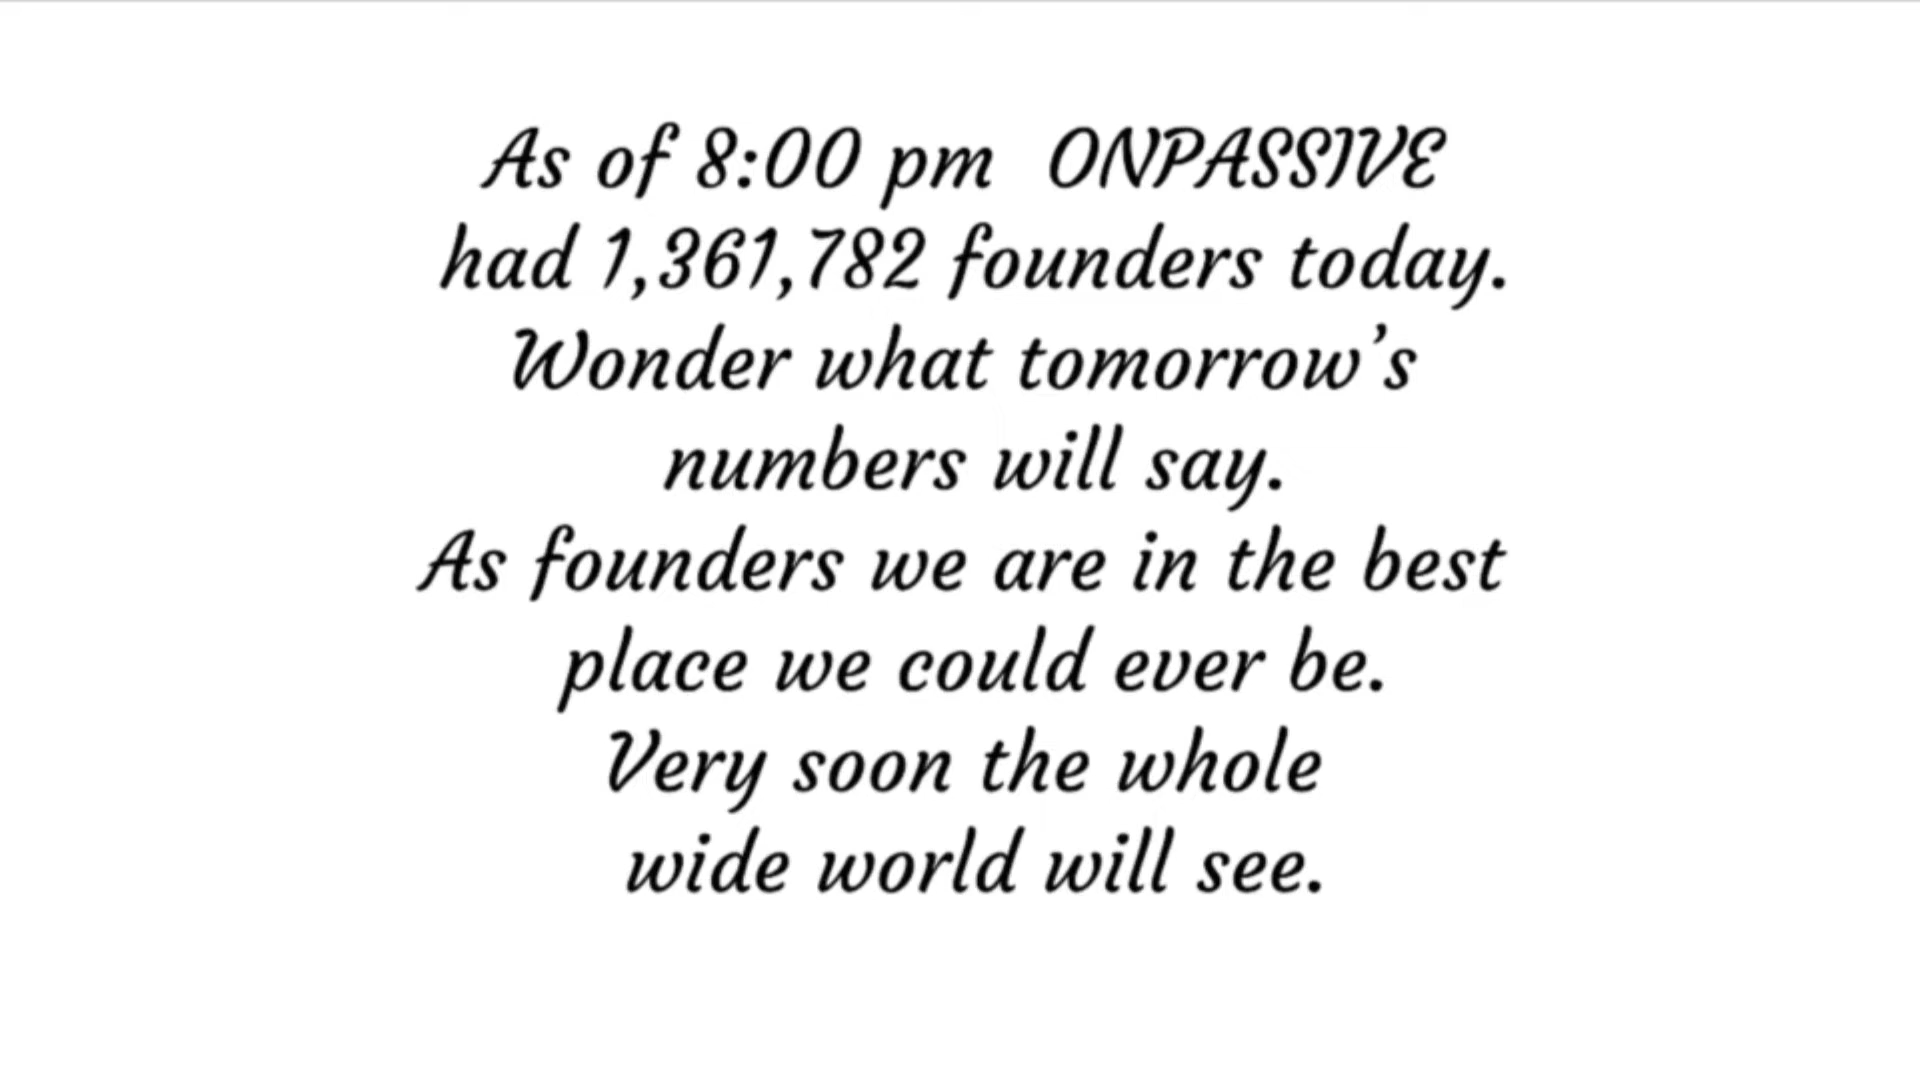 As of 8:00 pm ONPASSIVE
had 1,361,782 founders today.
Wonder what tomorrow's
numbers will say.
As founders we are in the best
place we could ever be.
Very soon the whole
wide world will see.